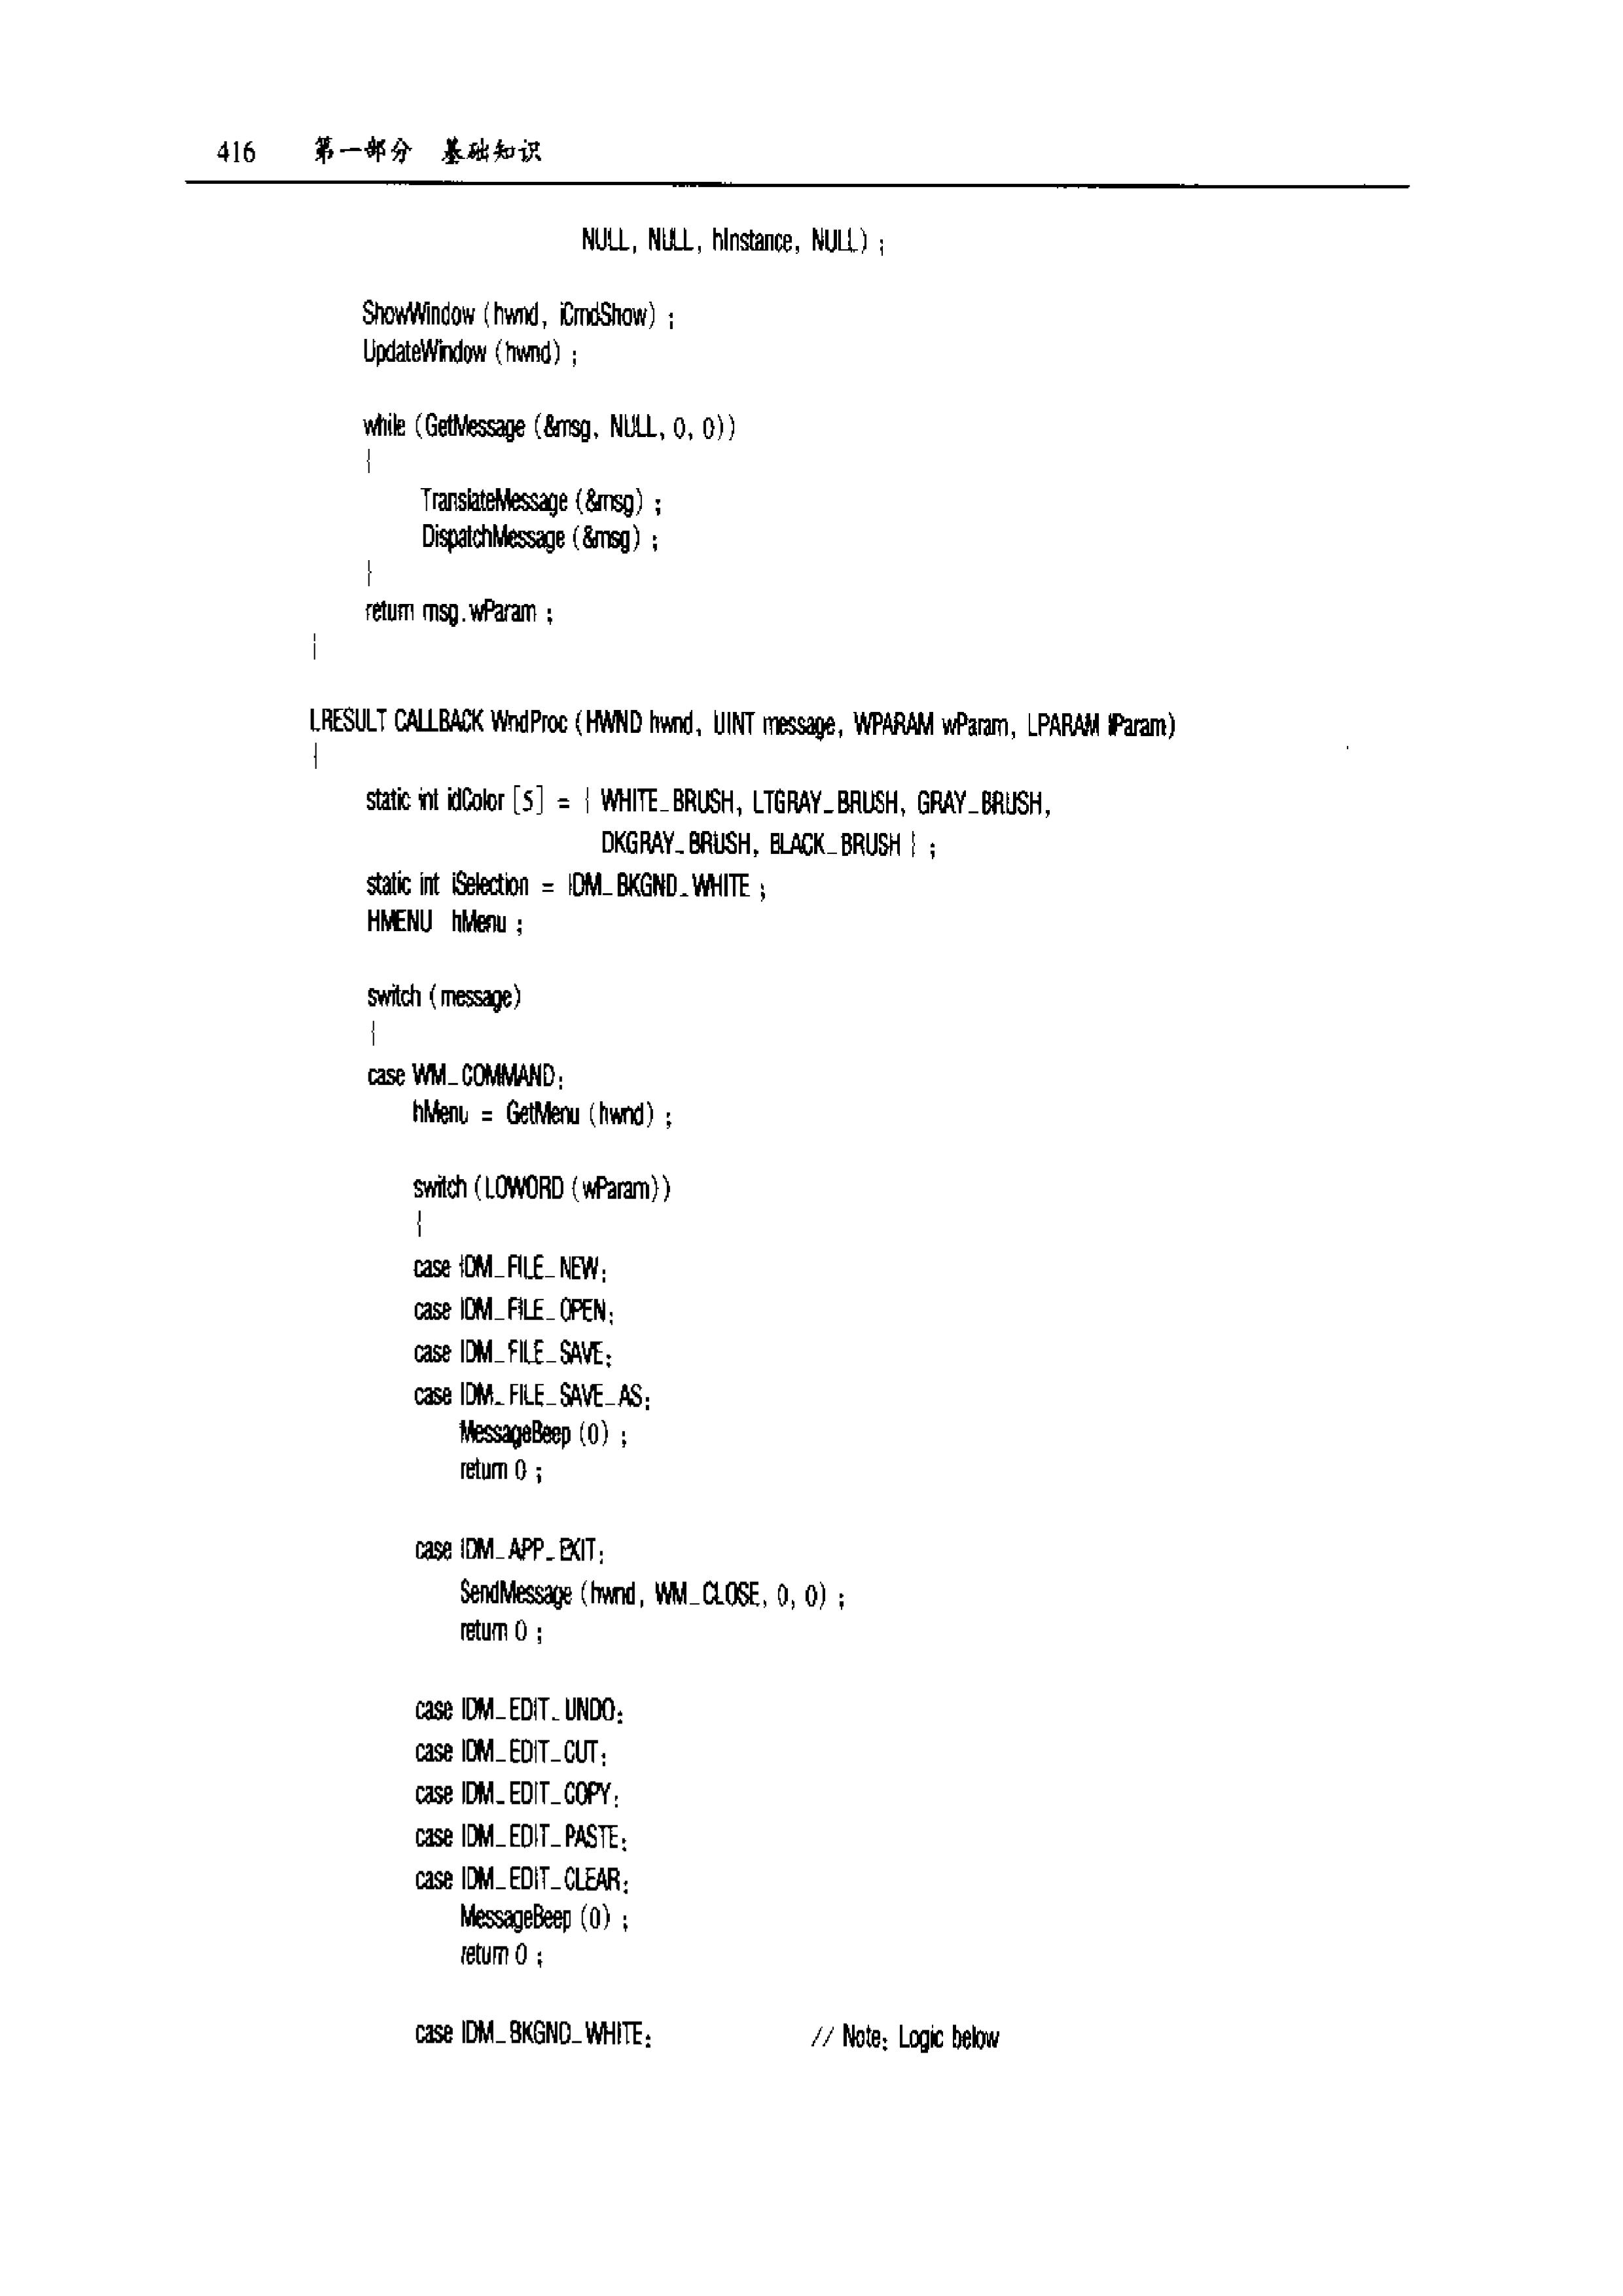 416 第一部分 基础知识
NULL, NULL, hInstance, NULL) ;
ShowWindow (hwnd, iCmdShow) ;
UpdateWindow (hwnd) ;
while (GetMessage (&msg, NULL, 0, 0))
{
TranslateMessage (&msg) ;
DispatchMessage (&msg) ;
}
return msg.wParam ;
}
LRESULT CALLBACK WndProc (HWND hwnd, UINT message, WPARAM wParam, LPARAM lParam)
{
static int idColor [5] = { WHITE_BRUSH, LTGRAY_BRUSH, GRAY_BRUSH,
DKGRAY_BRUSH, BLACK_BRUSH } ;
static int iSelection = IDM_BKGND_WHITE ;
HMENU hMenu ;
switch (message)
{
case WM_COMMAND:
hMenu = GetMenu (hwnd) ;
switch (LOWORD (wParam))
{
case IDM_FILE_NEW:
case IDM_FILE_OPEN:
case IDM_FILE_SAVE:
case IDM_FILE_SAVE_AS:
MessageBeep (0) ;
return 0 ;
case IDM_APP_EXIT:
SendMessage (hwnd, WM_CLOSE, 0, 0) ;
return 0 ;
case IDM_EDIT_UNDO:
case IDM_EDIT_CUT:
case IDM_EDIT_COPY:
case IDM_EDIT_PASTE:
case IDM_EDIT_CLEAR:
MessageBeep (0) ;
return 0 ;
case IDM_BKGND_WHITE: // Note: Logic below